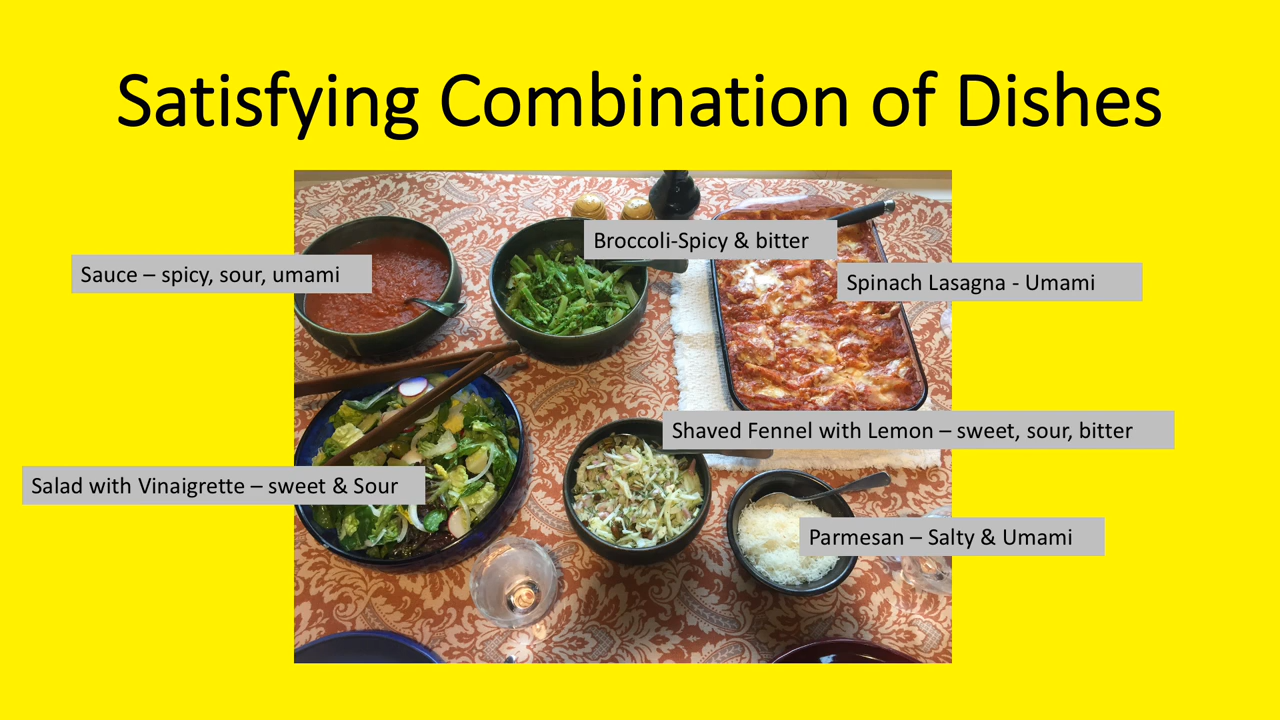 Satisfying Combination of Dishes
Broccoli-Spicy & bitter
Sauce – spicy, sour, umami
Spinach Lasagna - Umami
Shaved Fennel with Lemon – sweet, sour, bitter
Salad with Vinaigrette – sweet & Sour
Parmesan – Salty & Umami